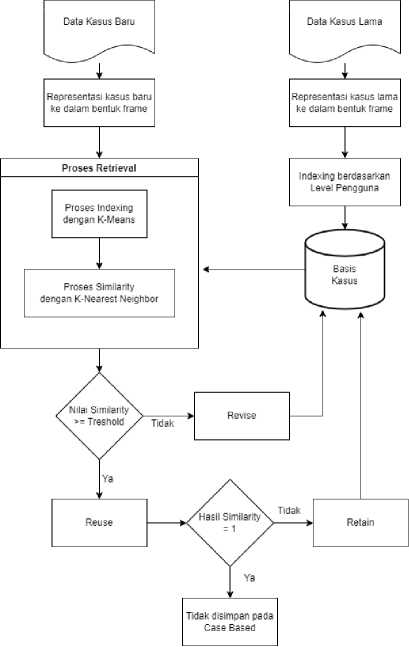 Data Kasus Baru
Data Kasus Lama
Representasi kasus baru
ke dalam bentuk frame
Representasi kasus lama
ke dalam bentuk frame
Proses Retrieval
Indexing berdasarkan
Level Pengguna
Proses Indexing
dengan K-Means
Basis
Kasus
Proses Similarity
dengan K-Nearest Neighbor
Nilai Similarity
>= Treshold
Tidak
Revise
Ya
Reuse
Hasil Similarity
= 1
Tidak
Retain
Ya
Tidak disimpan pada
Case Based